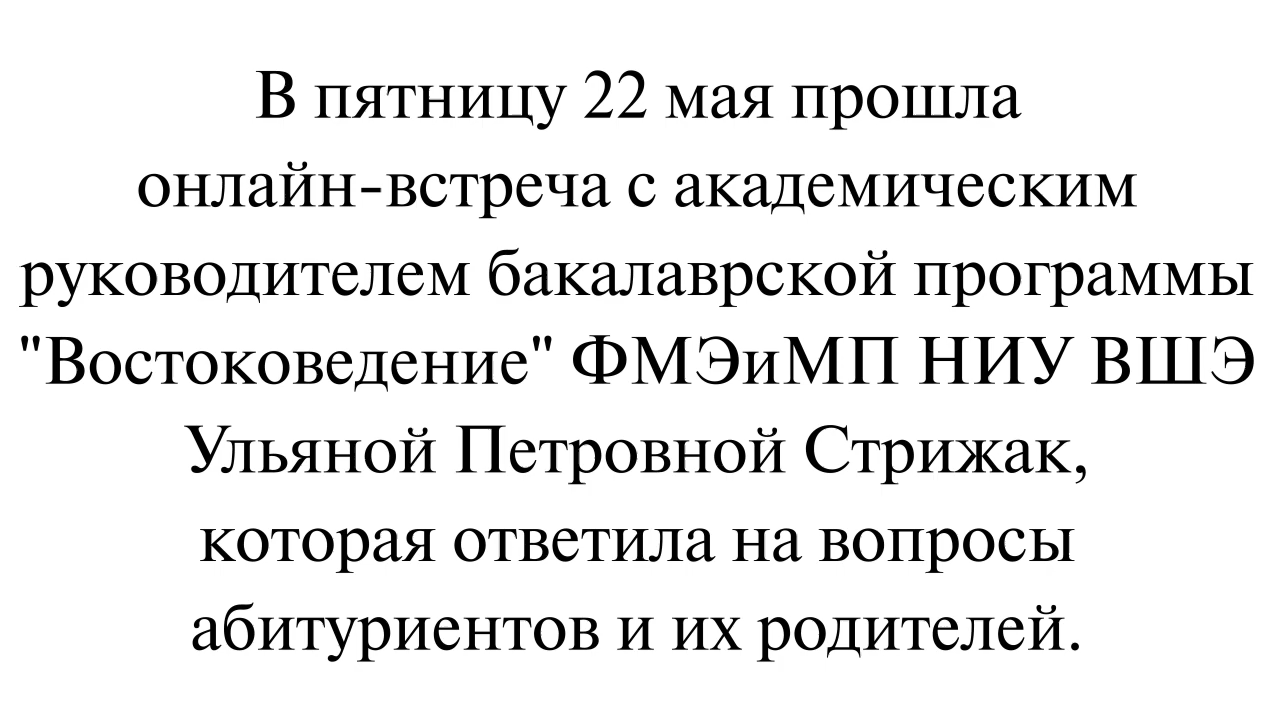 В пятницу 22 мая прошла
онлайн-встреча с академическим
руководителем бакалаврской программы
"Востоковедение" ФМЭиМП НИУ ВШЭ
Ульяной Петровной Стрижак,
которая ответила на вопросы
абитуриентов и их родителей.